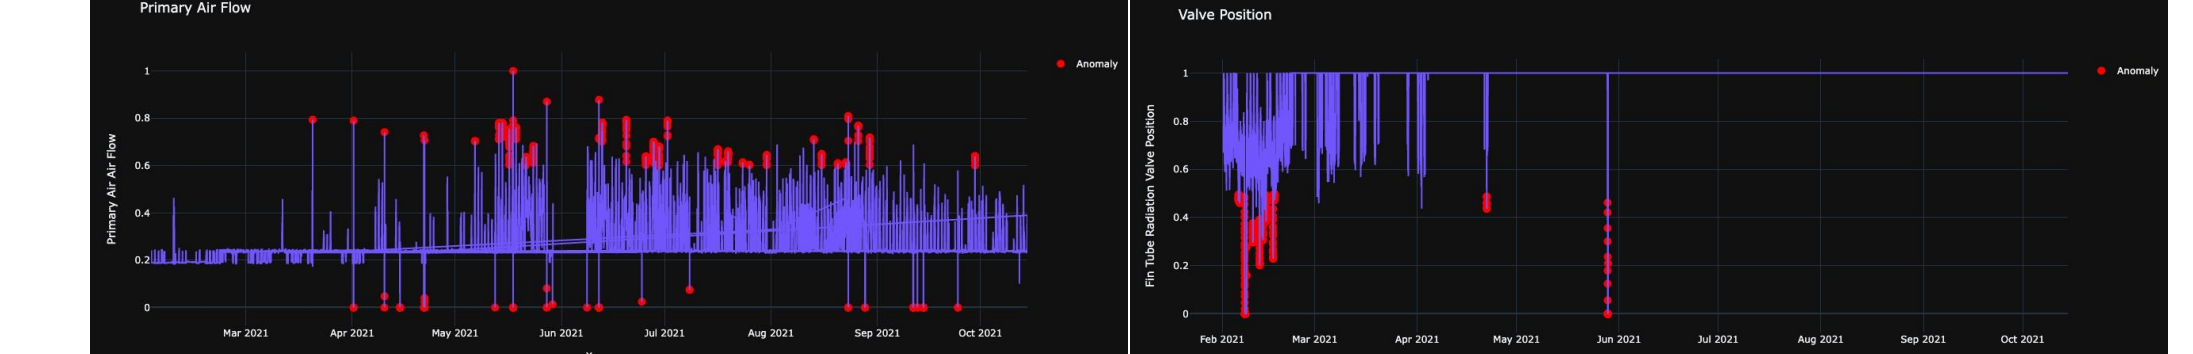 Primary Air Flow
Anomaly
Primary Air Air Flow
1
0.8
0.6
0.4
0.2
0
Mar 2021 Apr 2021 May 2021 Jun 2021 Jul 2021 Aug 2021 Sep 2021 Oct 2021
Valve Position
Anomaly
Fin Tube Radiation Valve Position
1
0.8
0.6
0.4
0.2
0
Feb 2021 Mar 2021 Apr 2021 May 2021 Jun 2021 Jul 2021 Aug 2021 Sep 2021 Oct 2021